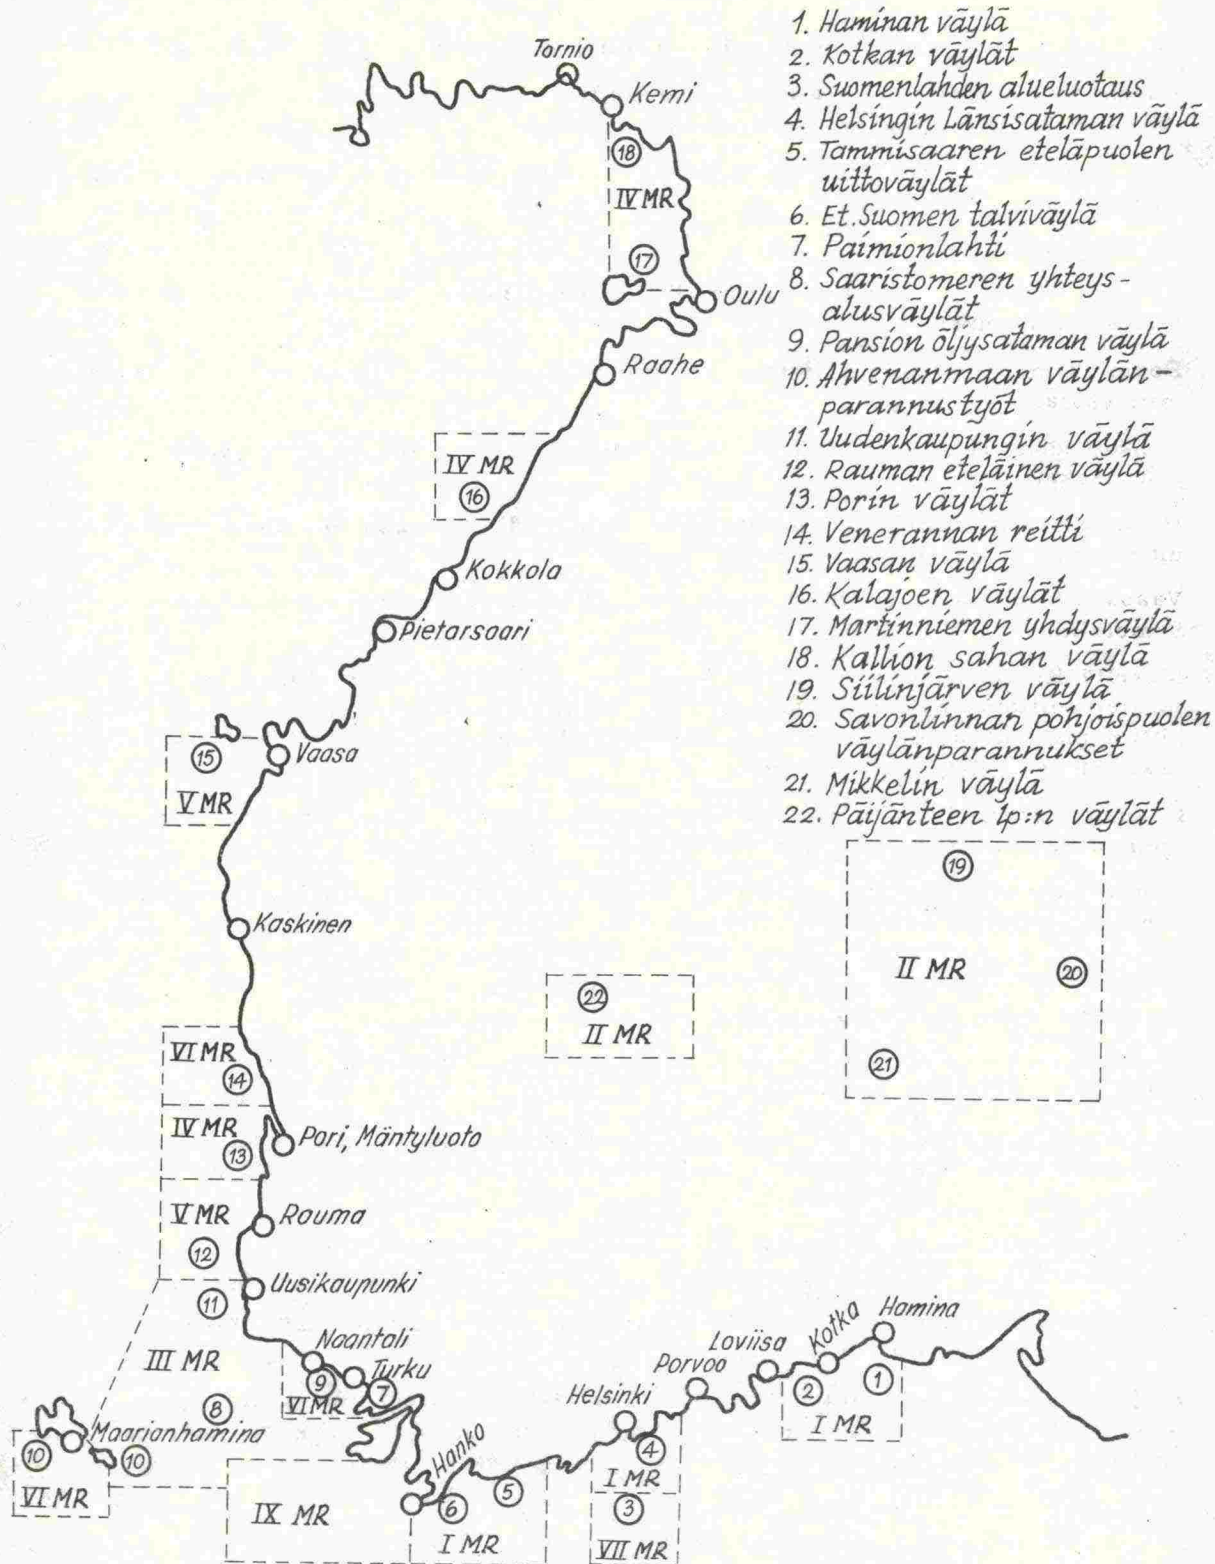 1. Haminan väylä
2. Kotkan väylät
3. Suomenlahden alueluotaus
4. Helsingin Länsisataman väylä
5. Tammisaaren eteläpuolen
uittoväylät
6. Et.Suomen talviväylä
7. Paimionlahti
8. Saaristomeren yhteys-
alusväylät
9. Pansion öljysataman väylä
10. Ahvenanmaan väylän-
parannustyöt
11. Uudenkaupungin väylä
12. Rauman eteläinen väylä
13. Porin väylät
14. Venerannan reitti
15. Vaasan väylä
16. Kalajoen väylät
17. Martinniemen yhdysväylä
18. Kallion sahan väylä
19. Siilinjärven väylä
20. Savonlinnan pohjoispuolen
väylänparannukset
21. Mikkelin väylä
22. Päijänteen lp:n väylät
Tornio
Kemi
18
IV MR
17
Oulu
Raahe
IV MR
16
Kokkola
Pietarsaari
15
Vaasa
V MR
19
Kaskinen
II MR
20
22
II MR
21
VI MR
14
IV MR
13
Pori, Mäntyluoto
V MR
Rauma
12
Uusikaupunki
11
III MR
Naantali
9
Turku
7
VI MR
8
Maarianhamina
10
10
VI MR
IX MR
Hanko
6
5
I MR
Helsinki
4
I MR
3
VII MR
Porvoo
Loviisa
Kotka
Hamina
2
1
I MR